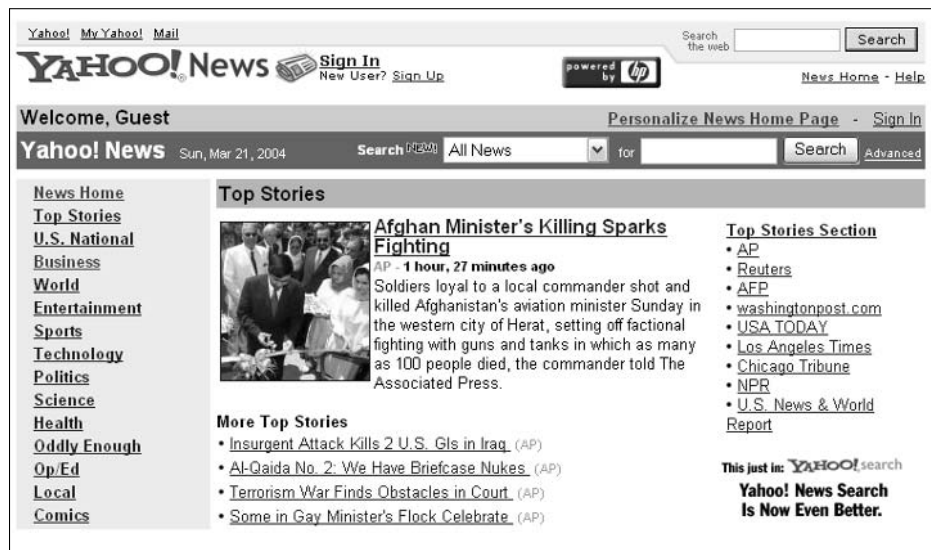 Yahoo! My Yahoo! Mail
Search the web
Search
YAHOO! News
Sign In
New User? Sign Up
powered by hp
News Home - Help
Welcome, Guest
Personalize News Home Page - Sign In
Yahoo! News Sun, Mar 21, 2004 Search NEW! All News for Search Advanced
News Home
Top Stories
U.S. National
Business
World
Entertainment
Sports
Technology
Politics
Science
Health
Oddly Enough
Op/Ed
Local
Comics
Top Stories
Afghan Minister's Killing Sparks
Fighting
AP - 1 hour, 27 minutes ago
Soldiers loyal to a local commander shot and
killed Afghanistan's aviation minister Sunday in
the western city of Herat, setting off factional
fighting with guns and tanks in which as many
as 100 people died, the commander told The
Associated Press.
More Top Stories
• Insurgent Attack Kills 2 U.S. GIs in Iraq (AP)
• Al-Qaida No. 2: We Have Briefcase Nukes (AP)
• Terrorism War Finds Obstacles in Court (AP)
• Some in Gay Minister's Flock Celebrate (AP)
Top Stories Section
• AP
• Reuters
• AFP
• washingtonpost.com
• USA TODAY
• Los Angeles Times
• Chicago Tribune
• NPR
• U.S. News & World
Report
This just in: YAHOO! search
Yahoo! News Search
Is Now Even Better.